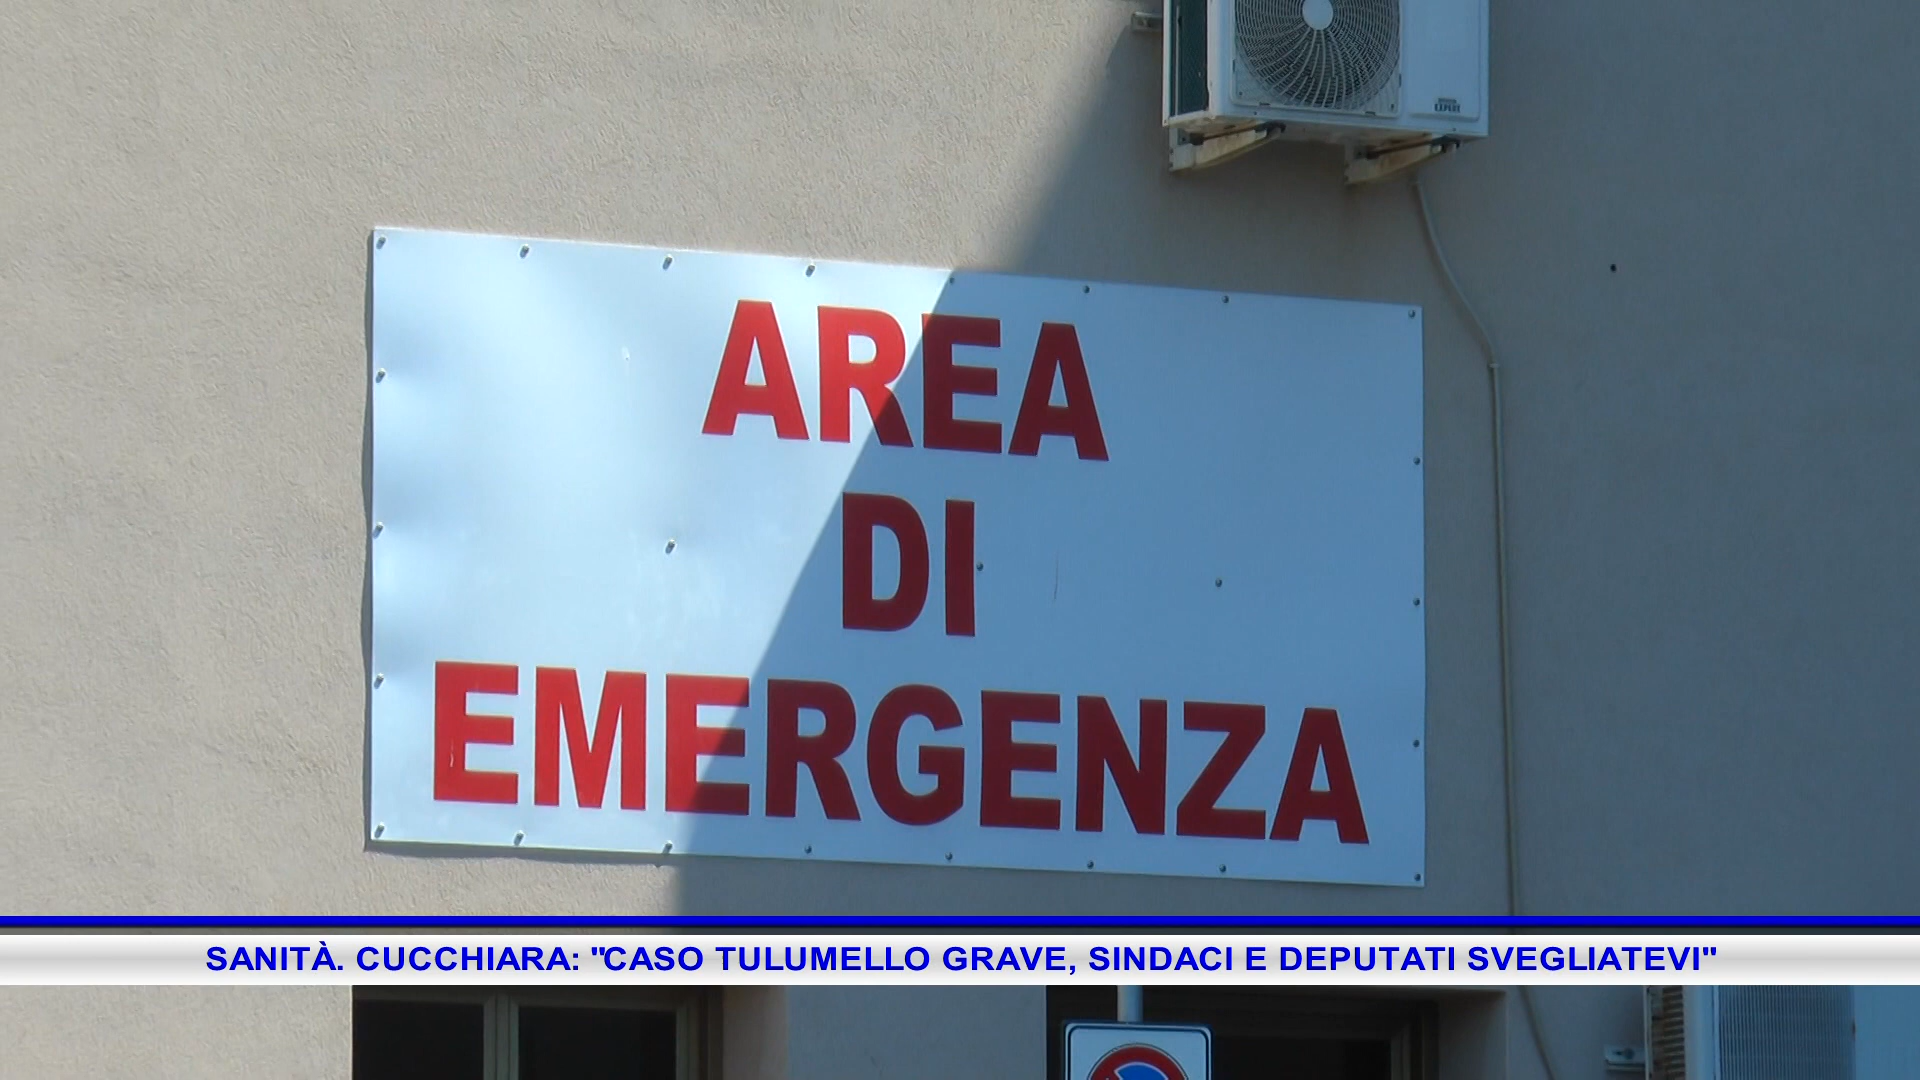 AREA
DI
EMERGENZA
SANITÀ. CUCCHIARA: "CASO TULUMELLO GRAVE, SINDACI E DEPUTATI SVEGLIATEVI"